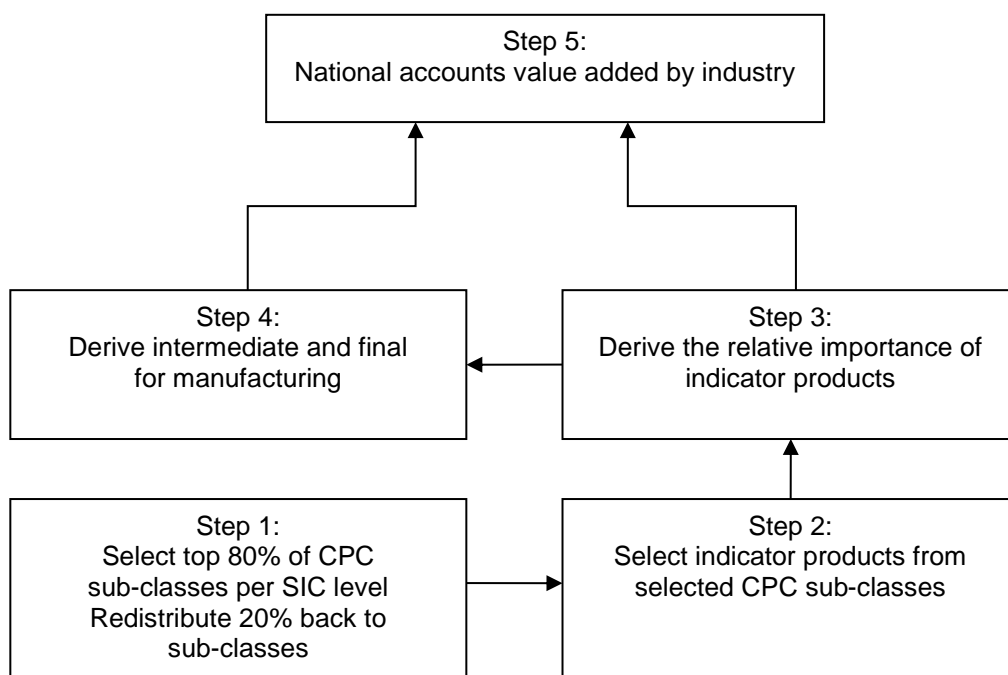 Step 5:
National accounts value added by industry
Step 4:
Derive intermediate and final
for manufacturing
Step 3:
Derive the relative importance of
indicator products
Step 1:
Select top 80% of CPC
sub-classes per SIC level
Redistribute 20% back to
sub-classes
Step 2:
Select indicator products from
selected CPC sub-classes